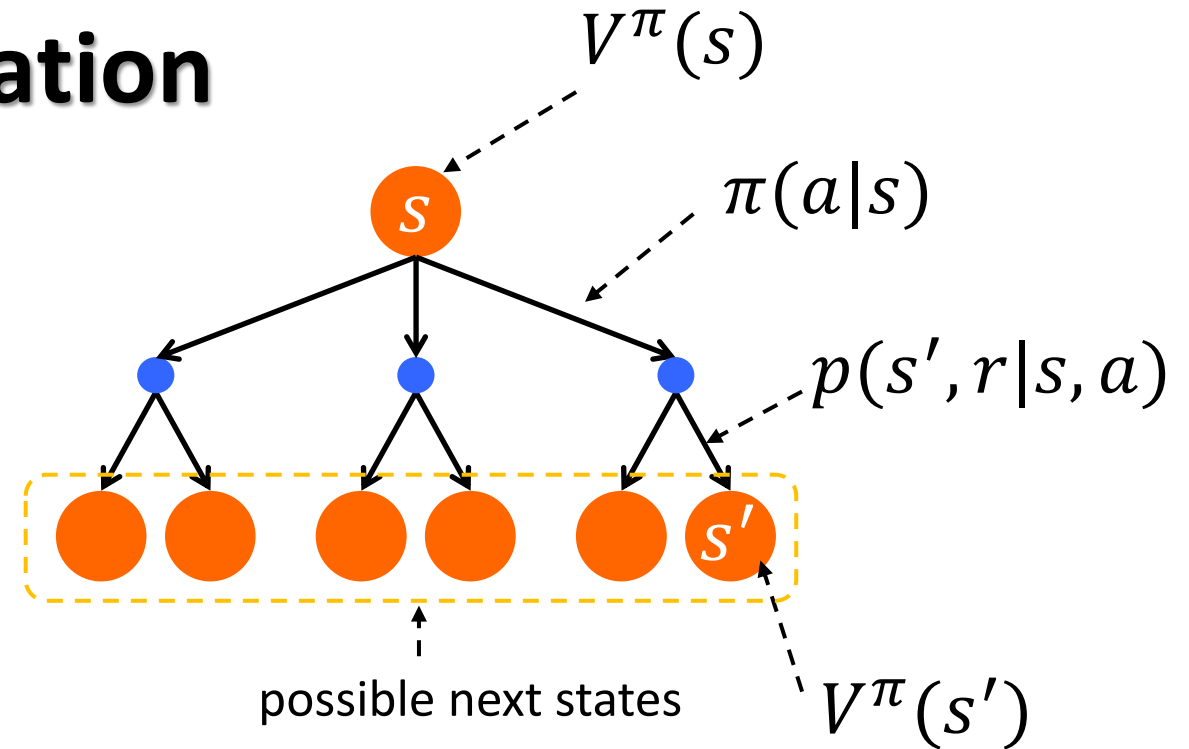 ation
V^π(s)
s
π(a|s)
p(s′, r|s, a)
s′
possible next states
V^π(s′)